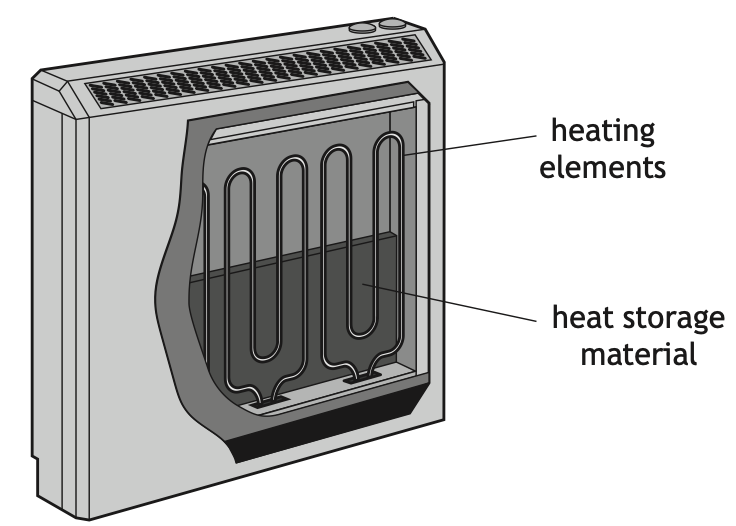 heating
elements
heat storage
material